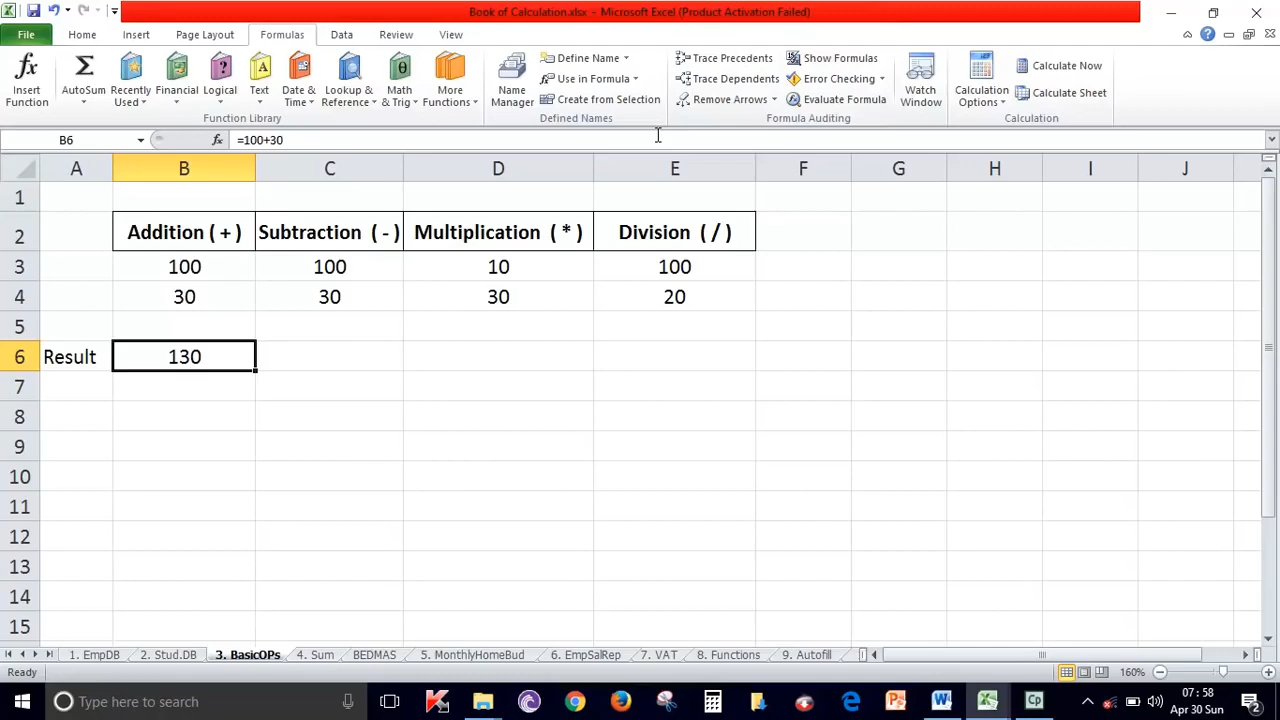 Book of Calculation.xlsx - Microsoft Excel (Product Activation Failed)
File Home Insert Page Layout Formulas Data Review View
Insert Function
AutoSum
Recently Used
Financial
Logical
Text
Date & Time
Lookup & Reference
Math & Trig
More Functions
Function Library
Name Manager
Define Name
Use in Formula
Create from Selection
Defined Names
Trace Precedents
Trace Dependents
Remove Arrows
Show Formulas
Error Checking
Evaluate Formula
Watch Window
Formula Auditing
Calculation Options
Calculate Now
Calculate Sheet
Calculation
B6 fx =100+30
A B C D E F G H I J
1
2 Addition ( + ) Subtraction ( - ) Multiplication ( * ) Division ( / )
3 100 100 10 100
4 30 30 30 20
5
6 Result 130
7
8
9
10
11
12
13
14
15
1. EmpDB 2. Stud.DB 3. BasicOPs 4. Sum BEDMAS 5. MonthlyHomeBud 6. EmpSalRep 7. VAT 8. Functions 9. Autofill
Ready 160%
Type here to search
07 : 58
Apr 30 Sun
2